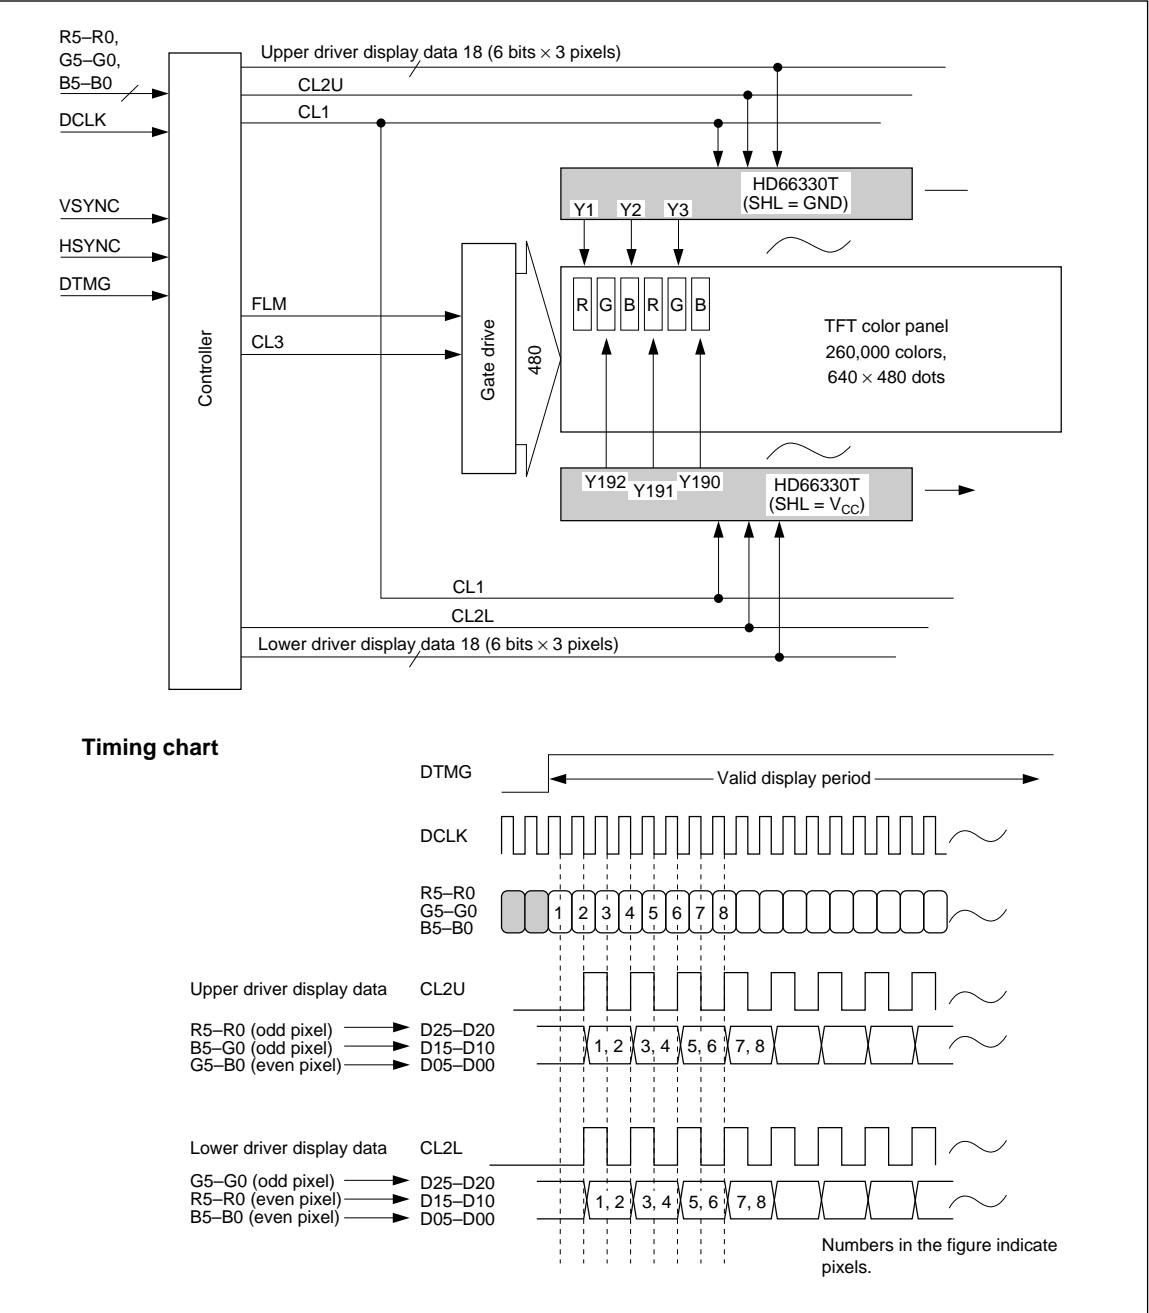 R5–R0,
G5–G0,
B5–B0
DCLK
VSYNC
HSYNC
DTMG
Controller
Upper driver display data 18 (6 bits × 3 pixels)
CL2U
CL1
HD66330T
(SHL = GND)
Y1 Y2 Y3
FLM
CL3
Gate drive
480
R G B R G B
TFT color panel
260,000 colors,
640 × 480 dots
Y192 Y191 Y190
HD66330T
(SHL = VCC)
CL1
CL2L
Lower driver display data 18 (6 bits × 3 pixels)
Timing chart
DTMG
Valid display period
DCLK
R5–R0
G5–G0
B5–B0
1 2 3 4 5 6 7 8
Upper driver display data CL2U
R5–R0 (odd pixel) D25–D20
B5–G0 (odd pixel) D15–D10
G5–B0 (even pixel) D05–D00
1, 2 3, 4 5, 6 7, 8
Lower driver display data CL2L
G5–G0 (odd pixel) D25–D20
R5–R0 (even pixel) D15–D10
B5–B0 (even pixel) D05–D00
1, 2 3, 4 5, 6 7, 8
Numbers in the figure indicate
pixels.